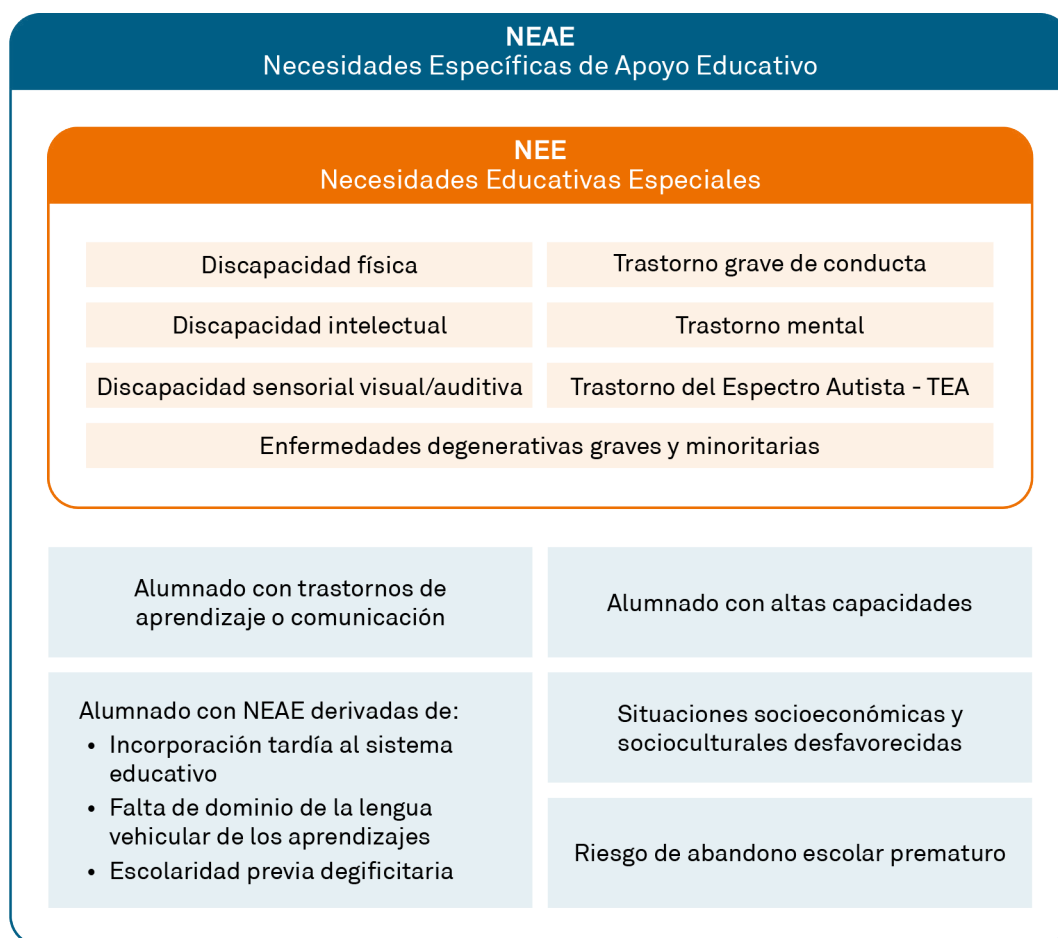 NEAE
Necesidades Específicas de Apoyo Educativo
NEE
Necesidades Educativas Especiales
Discapacidad física
Trastorno grave de conducta
Discapacidad intelectual
Trastorno mental
Discapacidad sensorial visual/auditiva
Trastorno del Espectro Autista - TEA
Enfermedades degenerativas graves y minoritarias
Alumnado con trastornos de
aprendizaje o comunicación
Alumnado con altas capacidades
Alumnado con NEAE derivadas de:
• Incorporación tardía al sistema
educativo
• Falta de dominio de la lengua
vehicular de los aprendizajes
• Escolaridad previa degificitaria
Situaciones socioeconómicas y
socioculturales desfavorecidas
Riesgo de abandono escolar prematuro